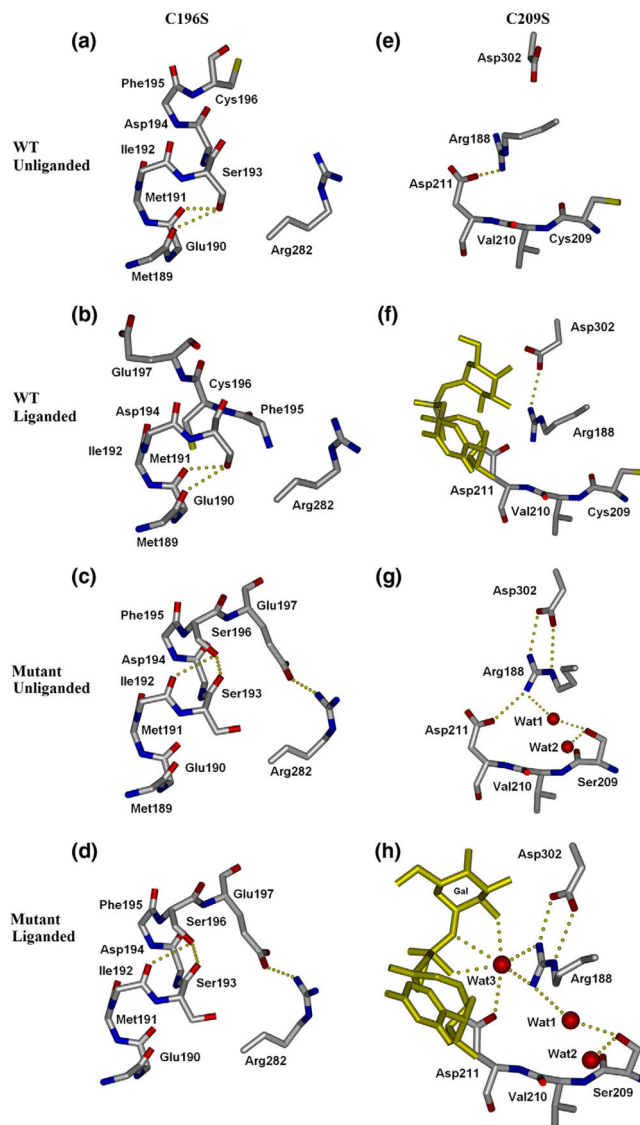 C196S
C209S
(a)
Phe195
Cys196
Asp194
Ile192
Ser193
Met191
Glu190
Met189
Arg282
WT
Unliganded
(e)
Asp302
Arg188
Asp211
Val210
Cys209
(b)
Glu197
Cys196
Asp194
Phe195
Ile192
Met191
Glu190
Met189
Arg282
WT
Liganded
(f)
Asp302
Arg188
Asp211
Val210
Cys209
(c)
Phe195
Glu197
Ser196
Asp194
Ile192
Ser193
Met191
Glu190
Met189
Arg282
Mutant
Unliganded
(g)
Asp302
Arg188
Asp211
Wat1
Wat2
Val210
Ser209
(d)
Phe195
Glu197
Ser196
Asp194
Ile192
Ser193
Met191
Glu190
Arg282
Mutant
Liganded
(h)
Asp302
Gal
Arg188
Wat3
Wat1
Wat2
Asp211
Val210
Ser209